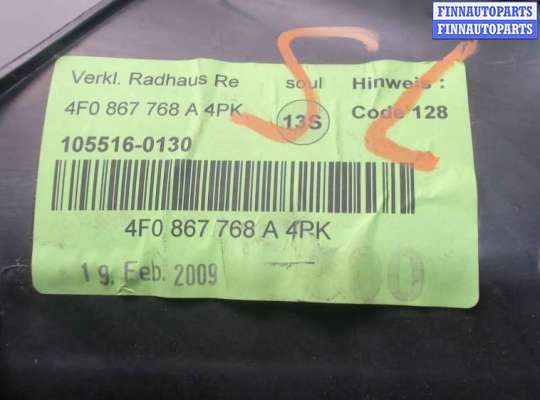 FINNAUTOPARTS
FINNAUTOPARTS
Verkl. Radhaus Re soul Hinweis :
4F0 867 768 A 4PK 13S Code 128
105516-0130
4F0 867 768 A 4PK
19. Feb. 2009
00